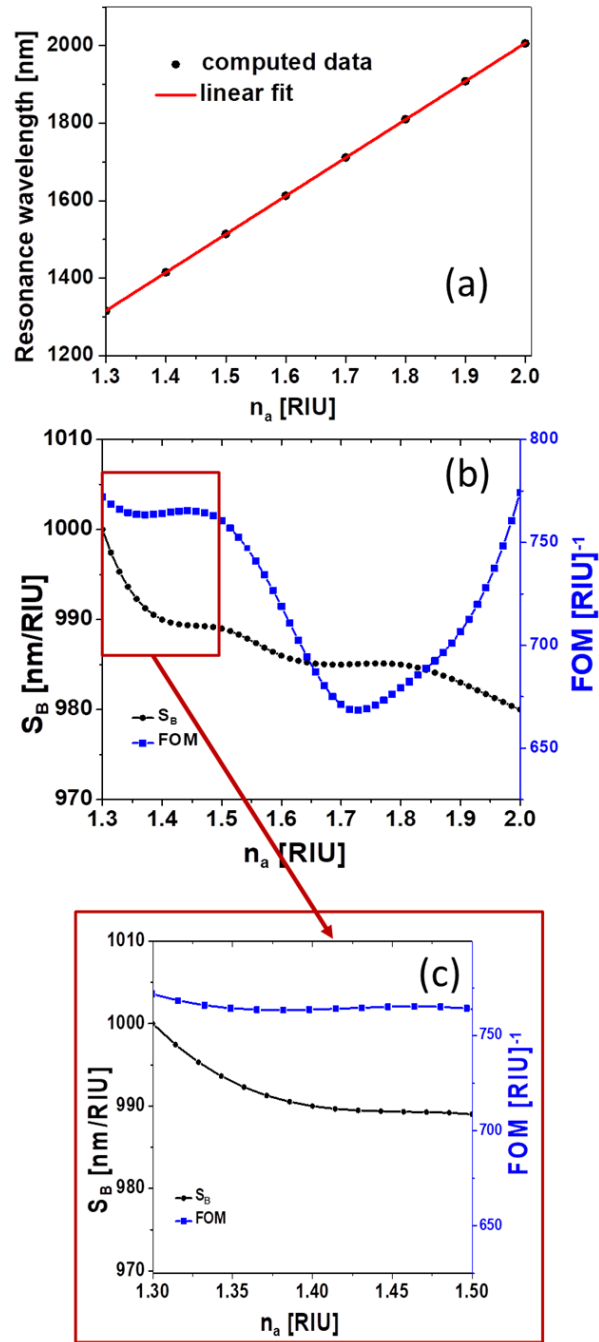 Resonance wavelength [nm]
2000
1800
1600
1400
1200
computed data
linear fit
(a)
1.3 1.4 1.5 1.6 1.7 1.8 1.9 2.0
n_a [RIU]
S_B [nm/RIU]
1010
1000
990
980
970
(b)
S_B
FOM
800
750
700
650
FOM [RIU]^-1
1.3 1.4 1.5 1.6 1.7 1.8 1.9 2.0
n_a [RIU]
S_B [nm/RIU]
1010
1000
990
980
970
(c)
S_B
FOM
750
700
650
FOM [RIU]^-1
1.30 1.35 1.40 1.45 1.50
n_a [RIU]